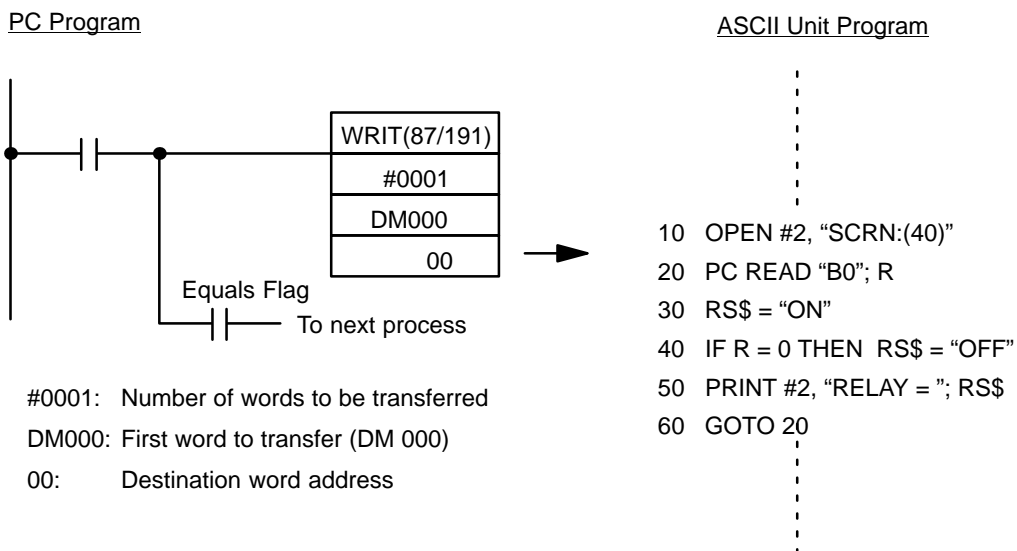 PC Program
ASCII Unit Program
WRIT(87/191)
#0001
DM000
00
Equals Flag
To next process
#0001: Number of words to be transferred
DM000: First word to transfer (DM 000)
00: Destination word address
10 OPEN #2, “SCRN:(40)”
20 PC READ “B0”; R
30 RS$ = “ON”
40 IF R = 0 THEN RS$ = “OFF”
50 PRINT #2, “RELAY = ”; RS$
60 GOTO 20